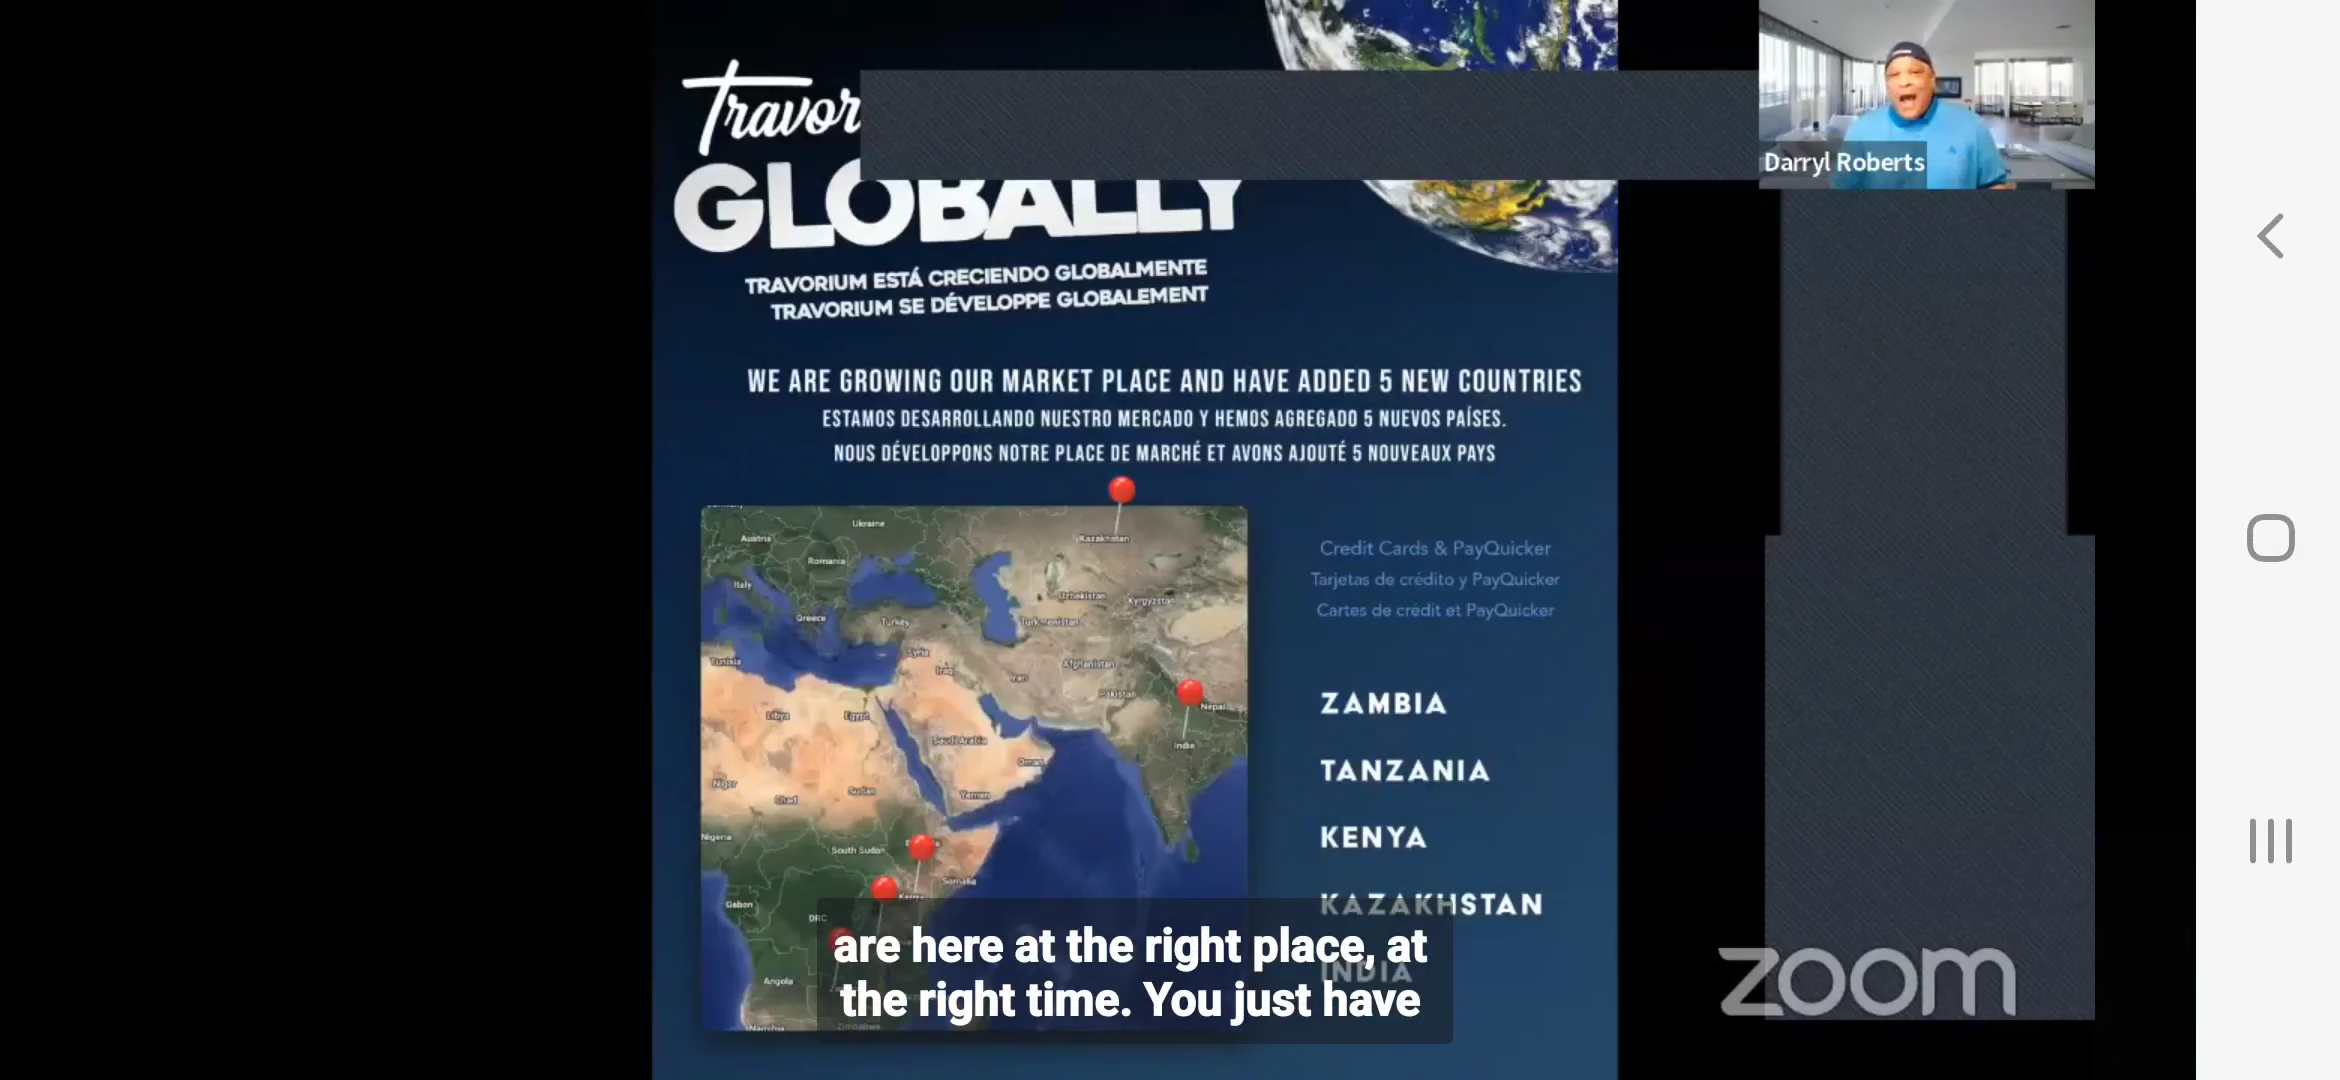 Travor
GLOBALLY
Darryl Roberts
TRAVORIUM ESTÁ CRECIENDO GLOBALMENTE
TRAVORIUM SE DÉVELOPPE GLOBALEMENT
WE ARE GROWING OUR MARKET PLACE AND HAVE ADDED 5 NEW COUNTRIES
ESTAMOS DESARROLLANDO NUESTRO MERCADO Y HEMOS AGREGADO 5 NUEVOS PAÍSES.
NOUS DÉVELOPPONS NOTRE PLACE DE MARCHÉ ET AVONS AJOUTÉ 5 NOUVEAUX PAYS
Ukraine
Austria
Kazakhstan
Romania
Italy
Uzbekistan
Kyrgyzstan
Greece
Turkey
Turkmenistan
Syria
Tunisia
Iraq
Afghanistan
Iran
Pakistan
Nepal
Libya
Egypt
Saudi Arabia
India
Oman
Niger
Chad
Sudan
Yemen
Nigeria
South Sudan
Somalia
Kenya
Gabon
DRC
Angola
Namibia
Zimbabwe
Credit Cards & PayQuicker
Tarjetas de crédito y PayQuicker
Cartes de crédit et PayQuicker
ZAMBIA
TANZANIA
KENYA
KAZAKHSTAN
INDIA
are here at the right place, at
the right time. You just have
zoom